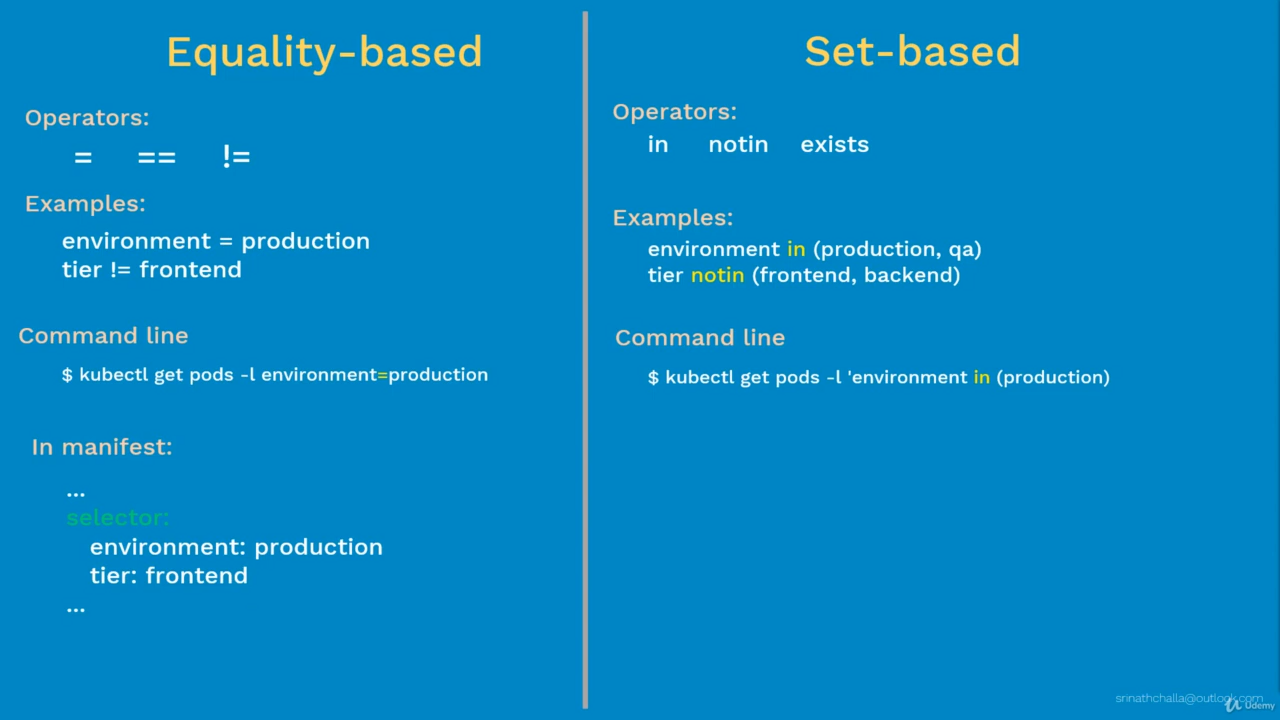 Equality-based
Operators:
= == !=
Examples:
environment = production
tier != frontend
Command line
$ kubectl get pods -l environment=production
In manifest:
...
selector:
environment: production
tier: frontend
...
Set-based
Operators:
in notin exists
Examples:
environment in (production, qa)
tier notin (frontend, backend)
Command line
$ kubectl get pods -l 'environment in (production)
srinathchalla@outlook.com
Udemy